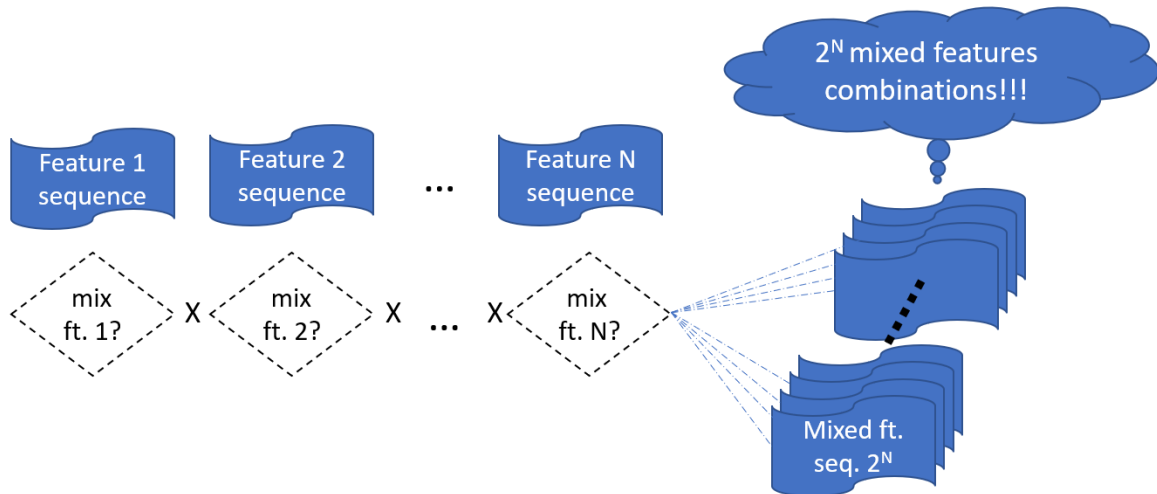 2ᴺ mixed features
combinations!!!
Feature 1
sequence
Feature 2
sequence
...
Feature N
sequence
mix
ft. 1?
X
mix
ft. 2?
X
...
X
mix
ft. N?
Mixed ft.
seq. 2ᴺ